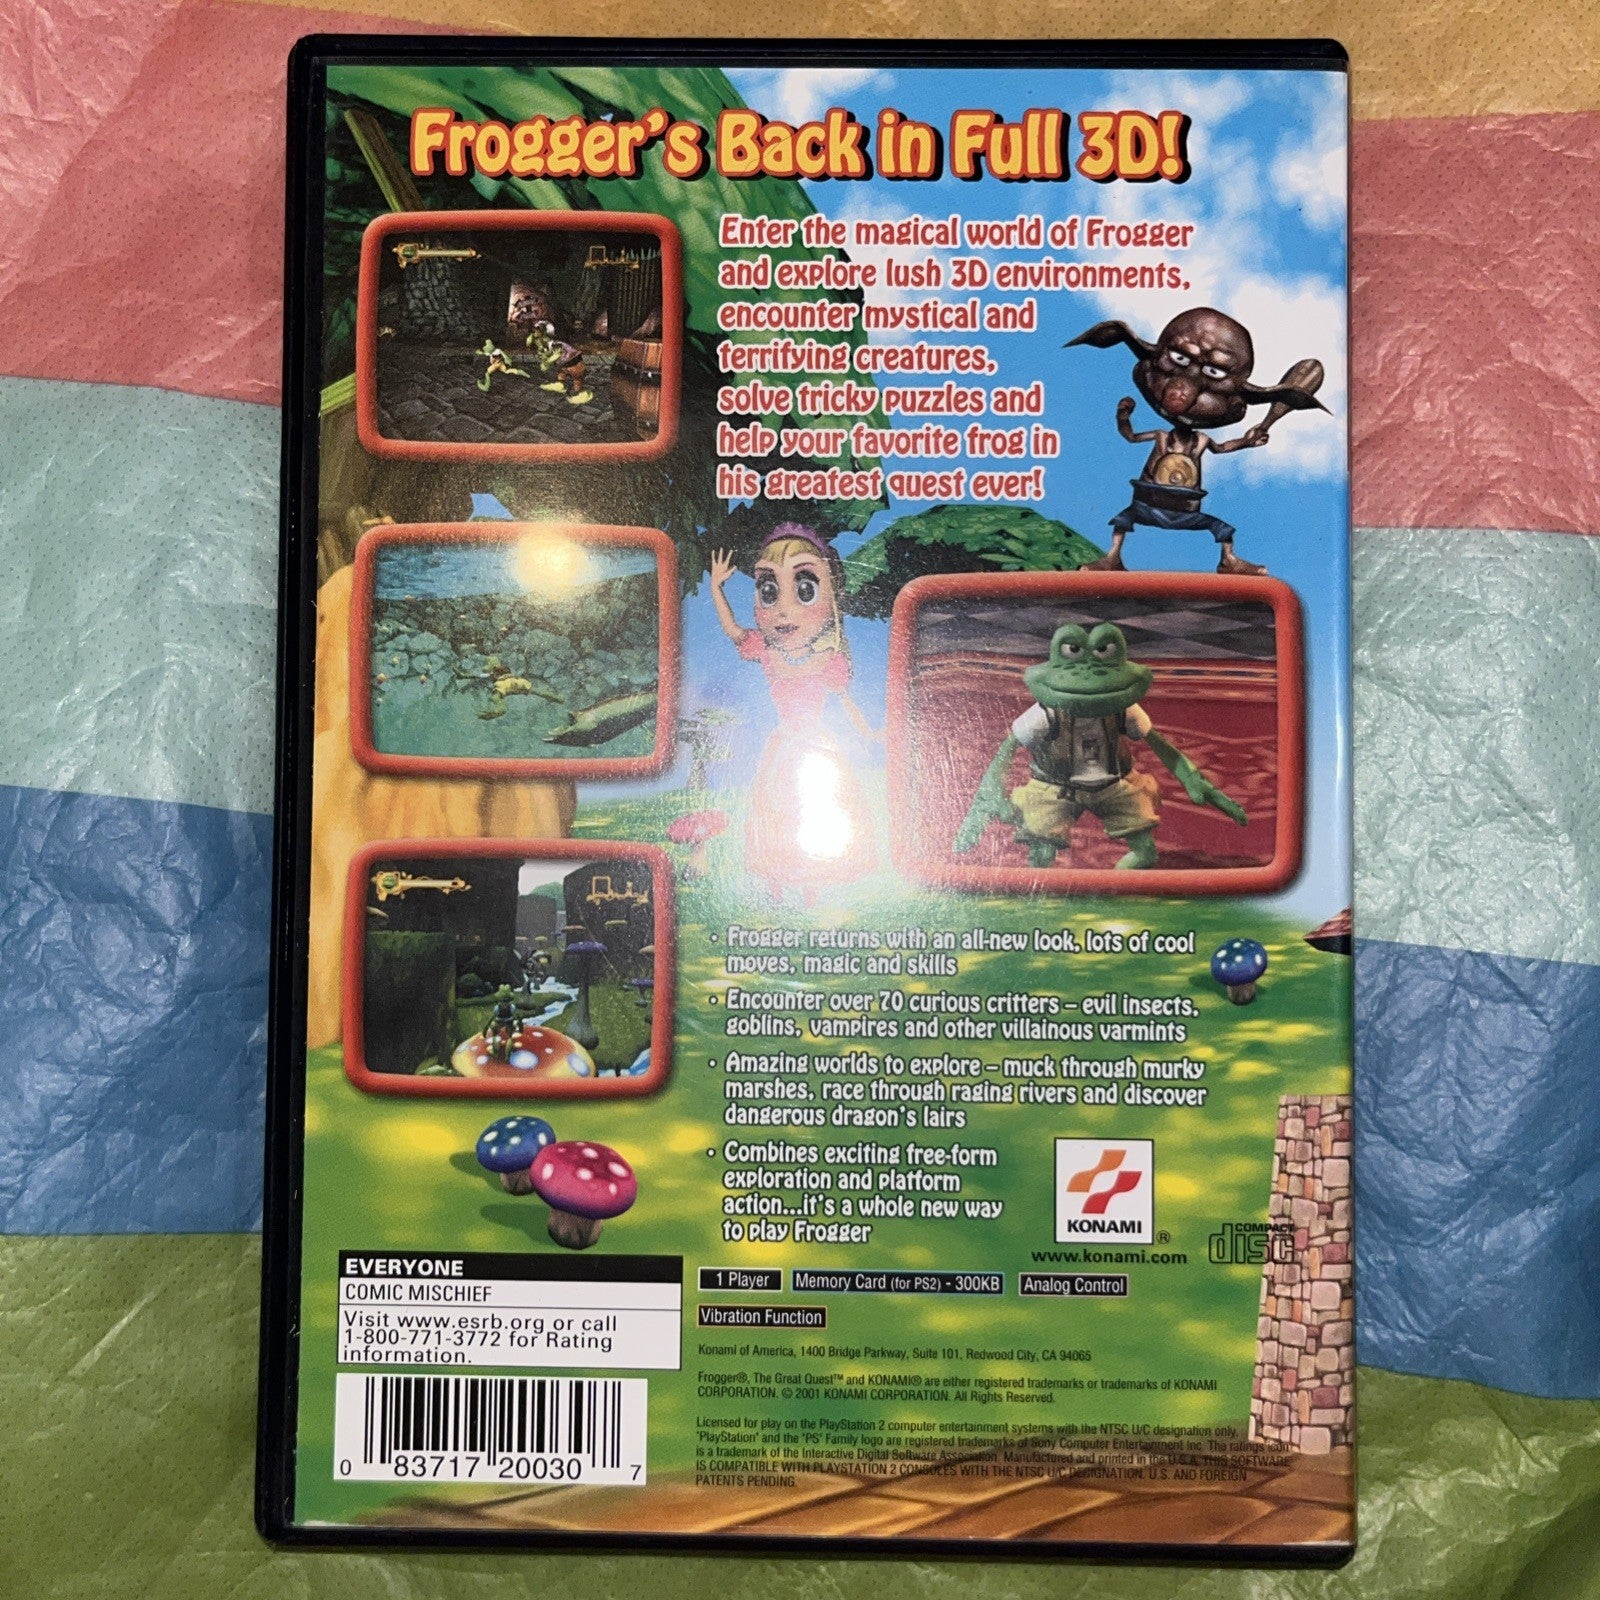 Frogger's Back in Full 3D!
Enter the magical world of Frogger
and explore lush 3D environments,
encounter mystical and
terrifying creatures,
solve tricky puzzles and
help your favorite frog in
his greatest quest ever!
• Frogger returns with an all-new look, lots of cool
moves, magic and skills
• Encounter over 70 curious critters – evil insects,
goblins, vampires and other villainous varmints
• Amazing worlds to explore – muck through murky
marshes, race through raging rivers and discover
dangerous dragon's lairs
• Combines exciting free-form
exploration and platform
action...it's a whole new way
to play Frogger
KONAMI ®
www.konami.com
COMPACT
disc
EVERYONE
COMIC MISCHIEF
Visit www.esrb.org or call
1-800-771-3772 for Rating
information.
1 Player
Memory Card (for PS2) - 300KB
Analog Control
Vibration Function
Konami of America, 1400 Bridge Parkway, Suite 101, Redwood City, CA 94065
Frogger®, The Great Quest™ and KONAMI® are either registered trademarks or trademarks of KONAMI
CORPORATION. © 2001 KONAMI CORPORATION. All Rights Reserved.
Licensed for play on the PlayStation 2 computer entertainment systems with the NTSC U/C designation only.
"PlayStation" and the "PS" Family logo are registered trademarks of Sony Computer Entertainment Inc. The ratings icon
is a trademark of the Interactive Digital Software Association. Manufactured and printed in the U.S.A. THIS SOFTWARE
IS COMPATIBLE WITH PLAYSTATION 2 CONSOLES WITH THE NTSC U/C DESIGNATION. U.S. AND FOREIGN
PATENTS PENDING.
0 83717 20030 7